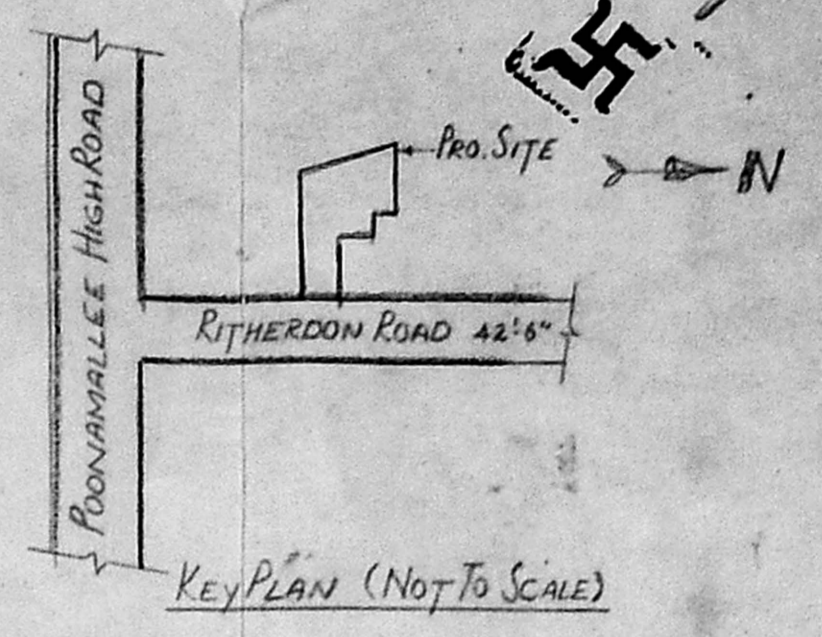 PRO. SITE
N
POONAMALLEE HIGH ROAD
RITHERDON ROAD 42'-6"
KEY PLAN (NOT TO SCALE)